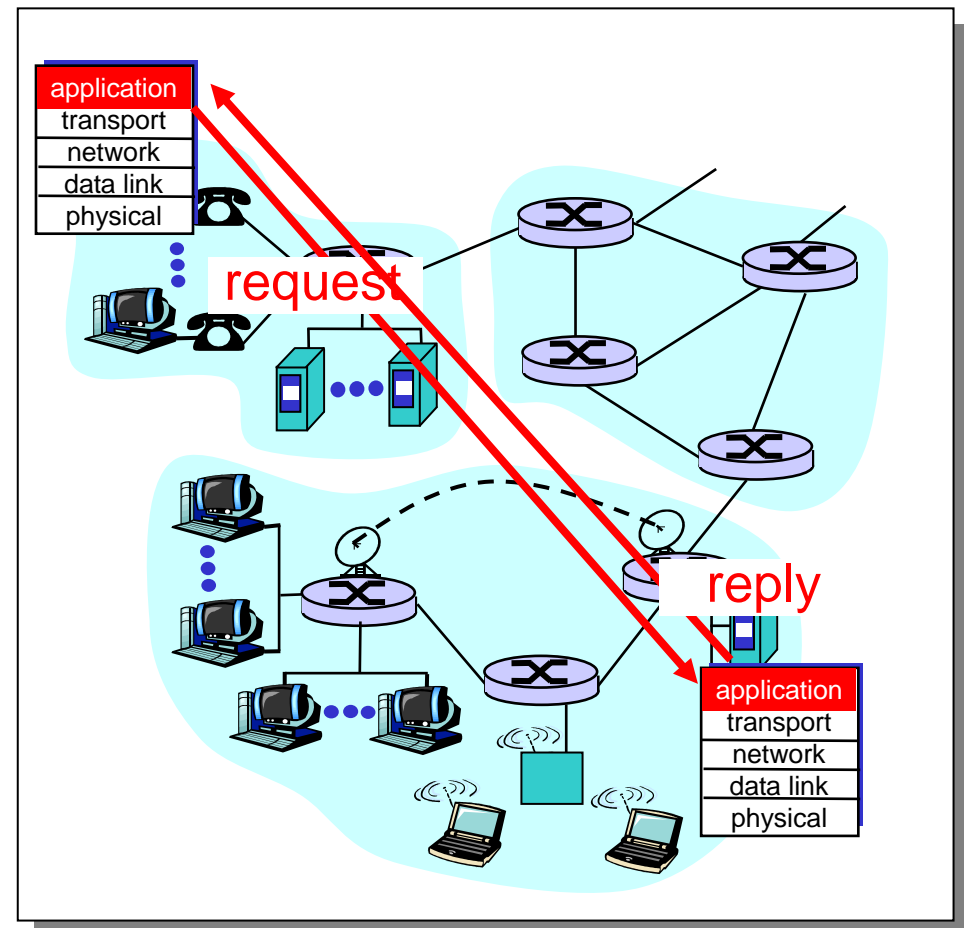 application
transport
network
data link
physical
request
reply
application
transport
network
data link
physical